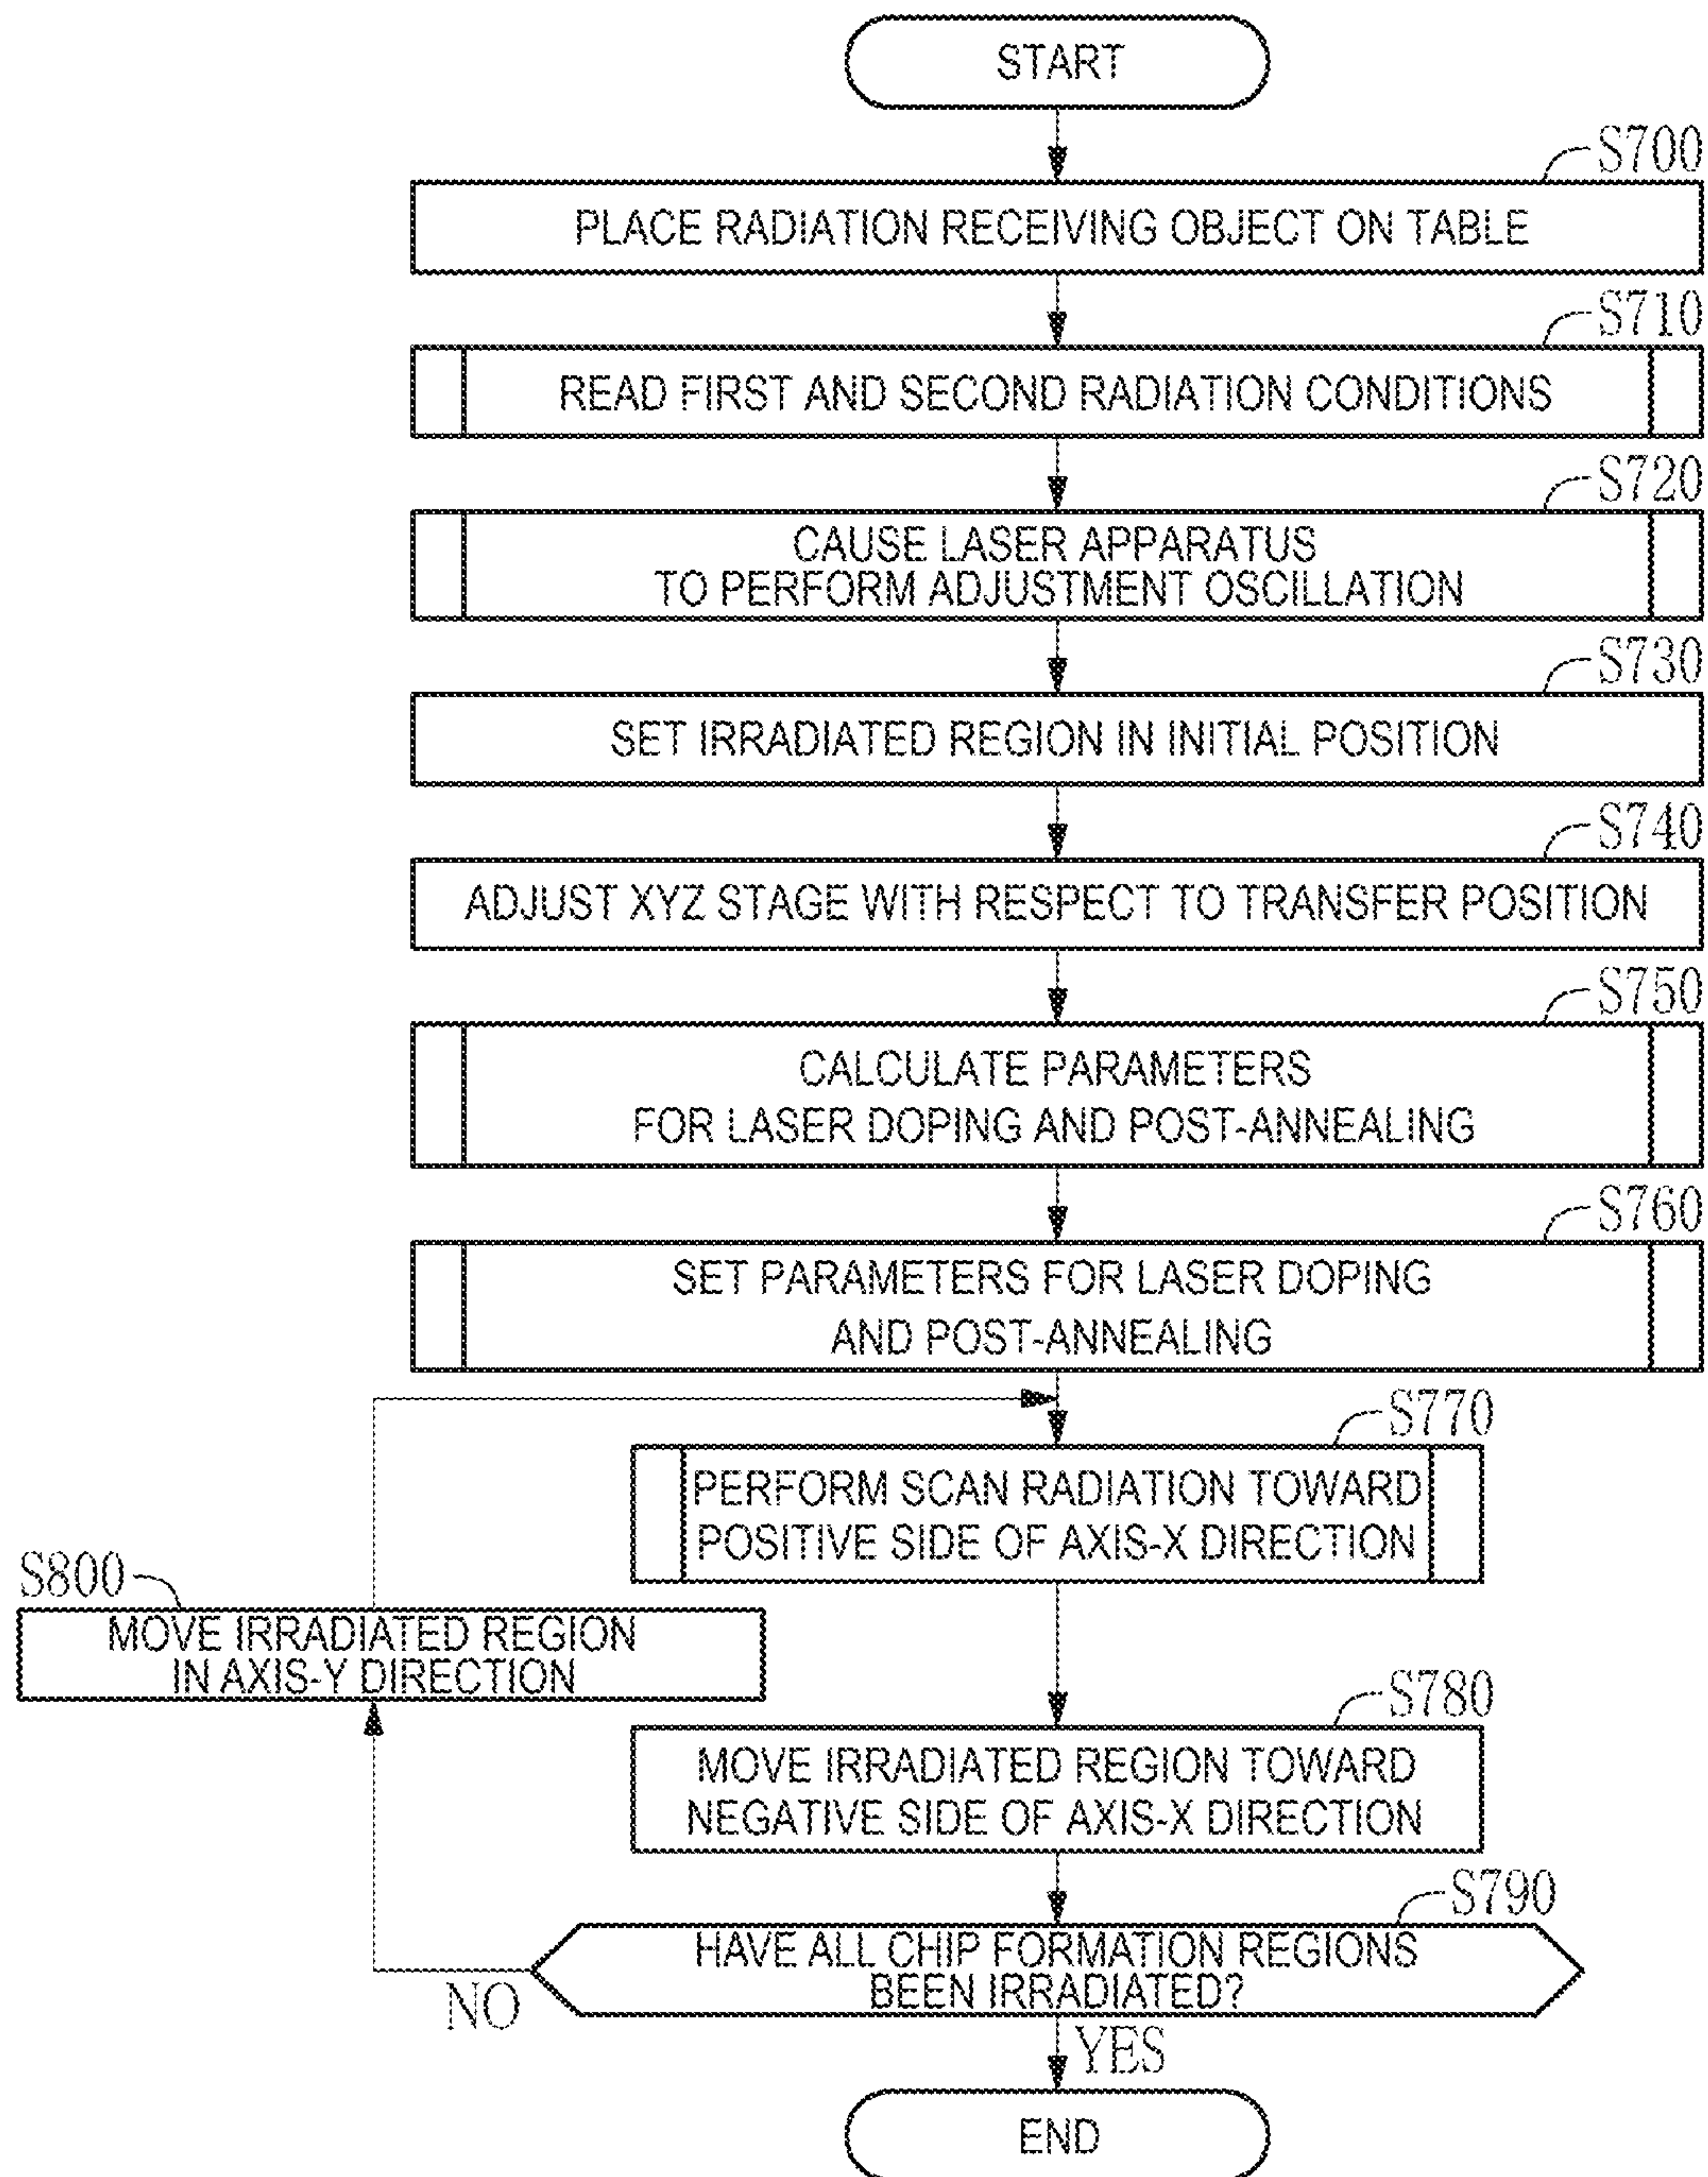 START
S700
PLACE RADIATION RECEIVING OBJECT ON TABLE
S710
READ FIRST AND SECOND RADIATION CONDITIONS
S720
CAUSE LASER APPARATUS
TO PERFORM ADJUSTMENT OSCILLATION
S730
SET IRRADIATED REGION IN INITIAL POSITION
S740
ADJUST XYZ STAGE WITH RESPECT TO TRANSFER POSITION
S750
CALCULATE PARAMETERS
FOR LASER DOPING AND POST-ANNEALING
S760
SET PARAMETERS FOR LASER DOPING
AND POST-ANNEALING
S770
PERFORM SCAN RADIATION TOWARD
POSITIVE SIDE OF AXIS-X DIRECTION
S800
MOVE IRRADIATED REGION
IN AXIS-Y DIRECTION
S780
MOVE IRRADIATED REGION TOWARD
NEGATIVE SIDE OF AXIS-X DIRECTION
S790
HAVE ALL CHIP FORMATION REGIONS
BEEN IRRADIATED?
NO
YES
END